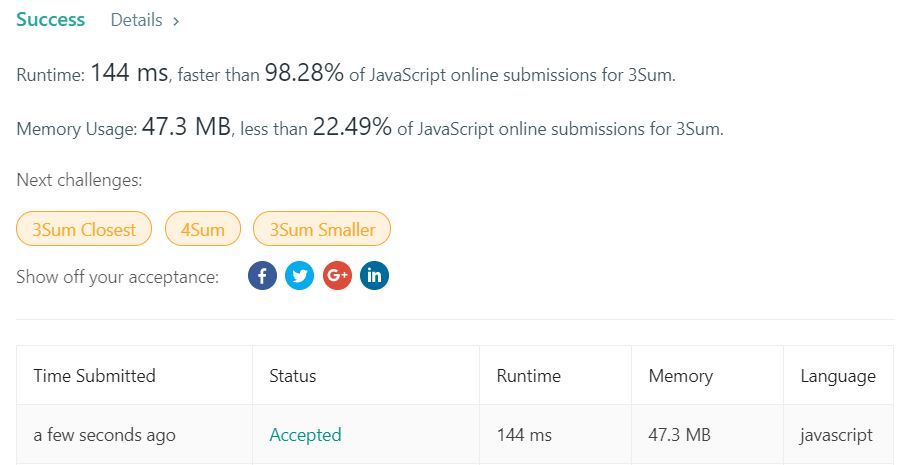 Success Details >
Runtime: 144 ms, faster than 98.28% of JavaScript online submissions for 3Sum.
Memory Usage: 47.3 MB, less than 22.49% of JavaScript online submissions for 3Sum.
Next challenges:
3Sum Closest 4Sum 3Sum Smaller
Show off your acceptance: f G+ in
Time Submitted Status Runtime Memory Language
a few seconds ago Accepted 144 ms 47.3 MB javascript